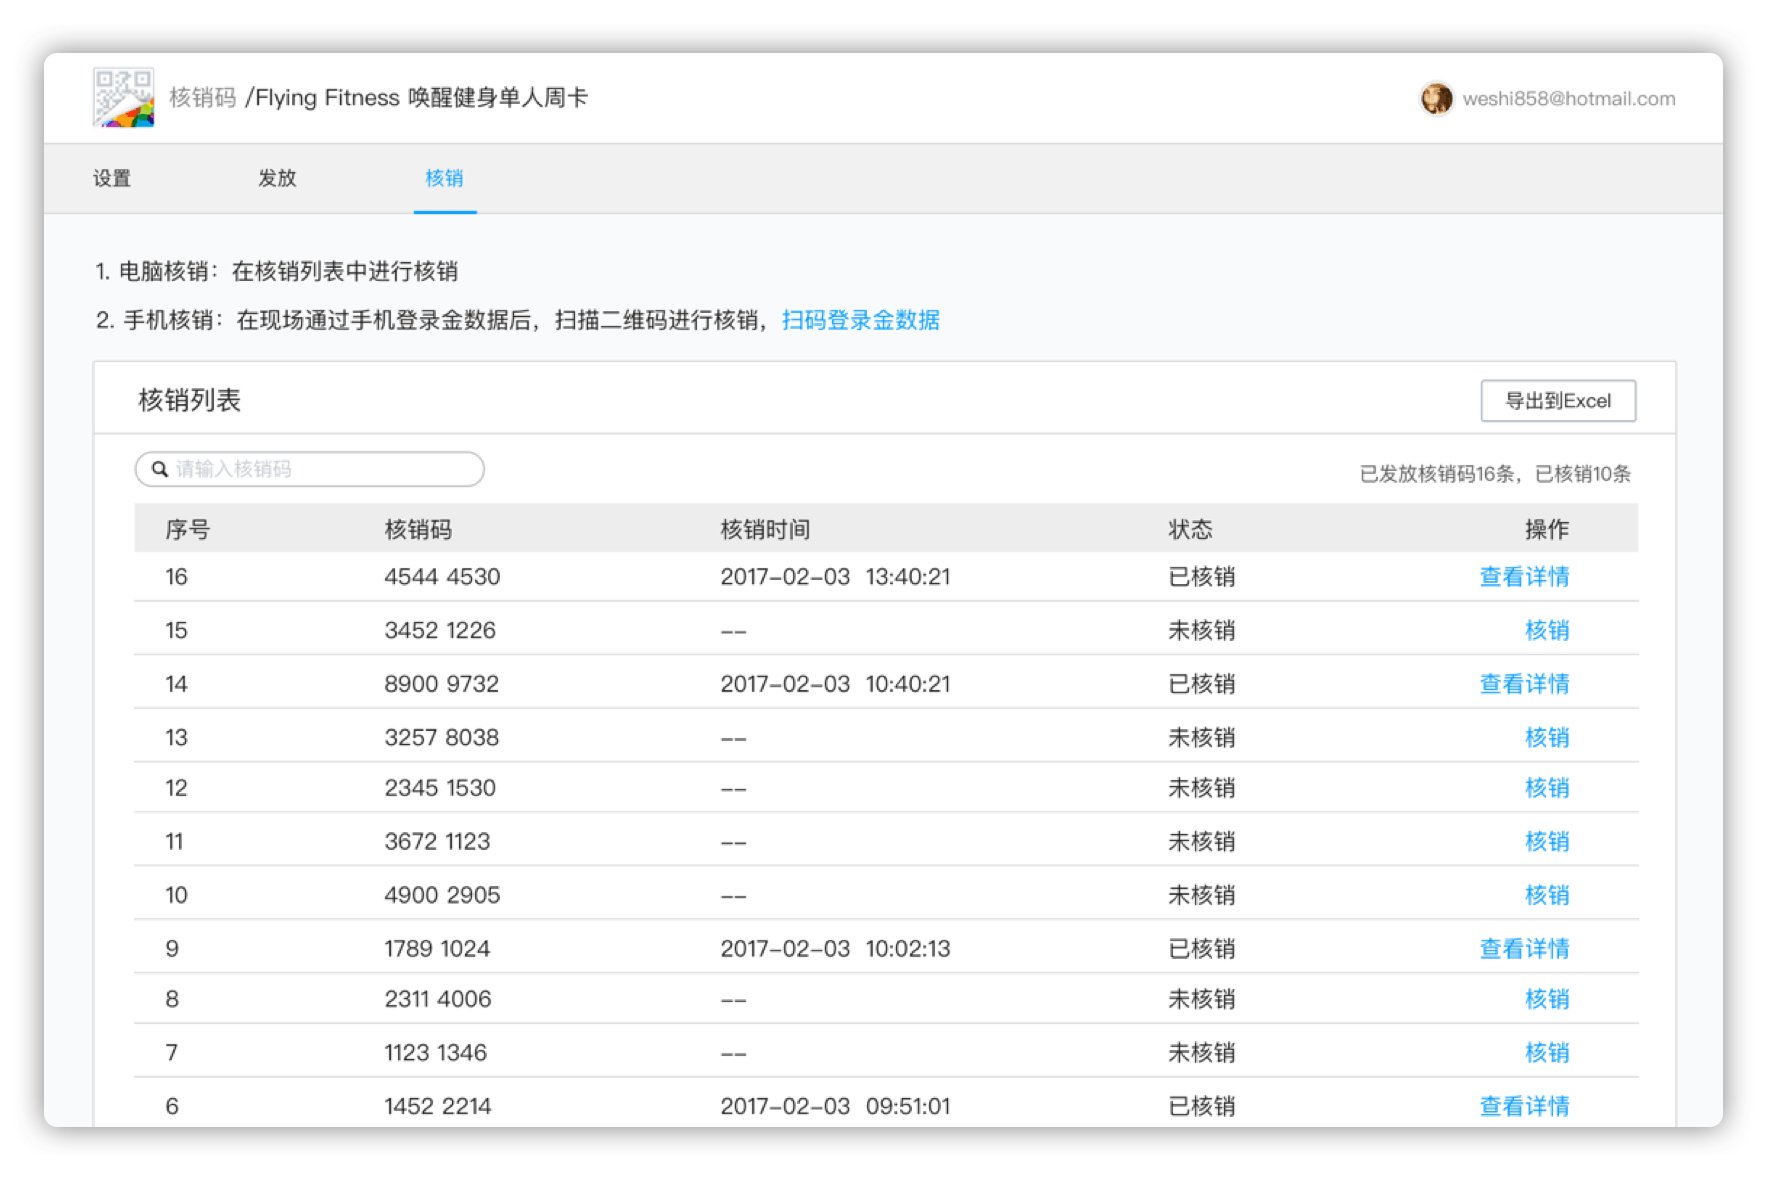 核销码 /Flying Fitness 唤醒健身单人周卡
weshi858@hotmail.com
设置 发放 核销
1. 电脑核销：在核销列表中进行核销
2. 手机核销：在现场通过手机登录金数据后，扫描二维码进行核销，扫码登录金数据
核销列表 导出到Excel
请输入核销码 已发放核销码16条，已核销10条
序号 核销码 核销时间 状态 操作
16 4544 4530 2017-02-03 13:40:21 已核销 查看详情
15 3452 1226 -- 未核销 核销
14 8900 9732 2017-02-03 10:40:21 已核销 查看详情
13 3257 8038 -- 未核销 核销
12 2345 1530 -- 未核销 核销
11 3672 1123 -- 未核销 核销
10 4900 2905 -- 未核销 核销
9 1789 1024 2017-02-03 10:02:13 已核销 查看详情
8 2311 4006 -- 未核销 核销
7 1123 1346 -- 未核销 核销
6 1452 2214 2017-02-03 09:51:01 已核销 查看详情